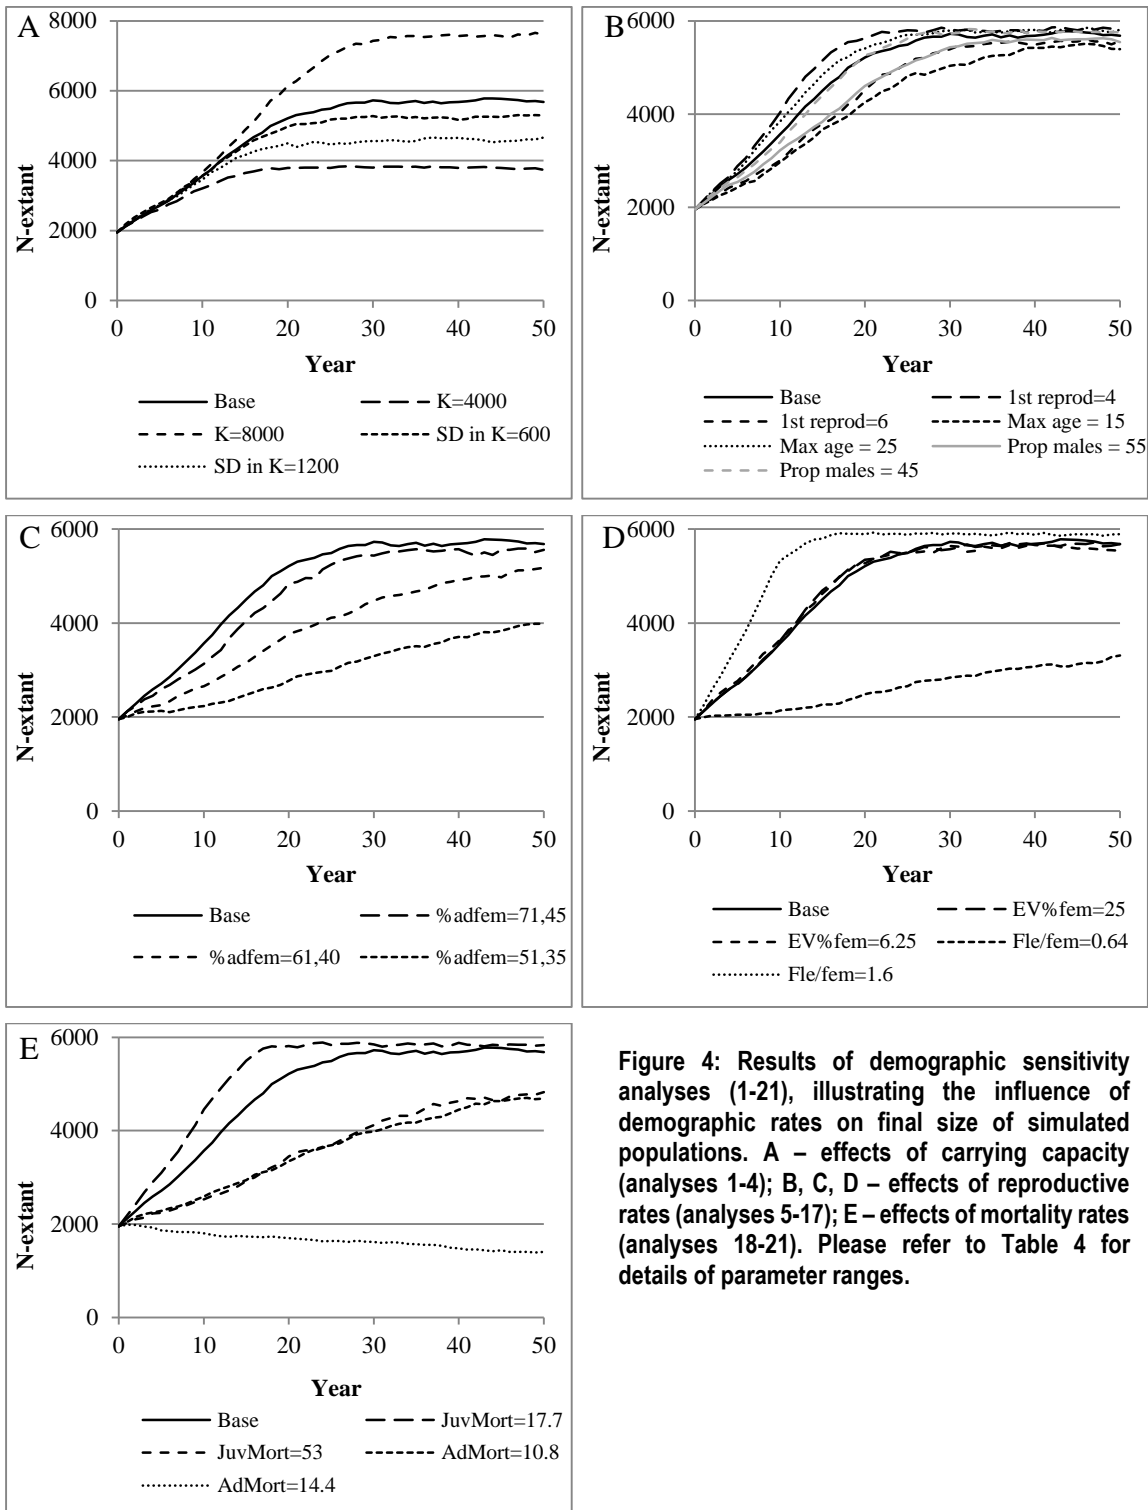 A
8000
6000
4000
2000
0
N-extant
0 10 20 30 40 50
Year
Base K=4000
K=8000 SD in K=600
SD in K=1200
B
6000
4000
2000
0
N-extant
0 10 20 30 40 50
Year
Base 1st reprod=4
1st reprod=6 Max age = 15
Max age = 25 Prop males = 55
Prop males = 45
C
6000
4000
2000
0
N-extant
0 10 20 30 40 50
Year
Base %adfem=71,45
%adfem=61,40 %adfem=51,35
D
6000
4000
2000
0
N-extant
0 10 20 30 40 50
Year
Base EV%fem=25
EV%fem=6.25 Fle/fem=0.64
Fle/fem=1.6
E
6000
4000
2000
0
N-extant
0 10 20 30 40 50
Year
Base JuvMort=17.7
JuvMort=53 AdMort=10.8
AdMort=14.4
Figure 4: Results of demographic sensitivity
analyses (1-21), illustrating the influence of
demographic rates on final size of simulated
populations. A – effects of carrying capacity
(analyses 1-4); B, C, D – effects of reproductive
rates (analyses 5-17); E – effects of mortality rates
(analyses 18-21). Please refer to Table 4 for
details of parameter ranges.